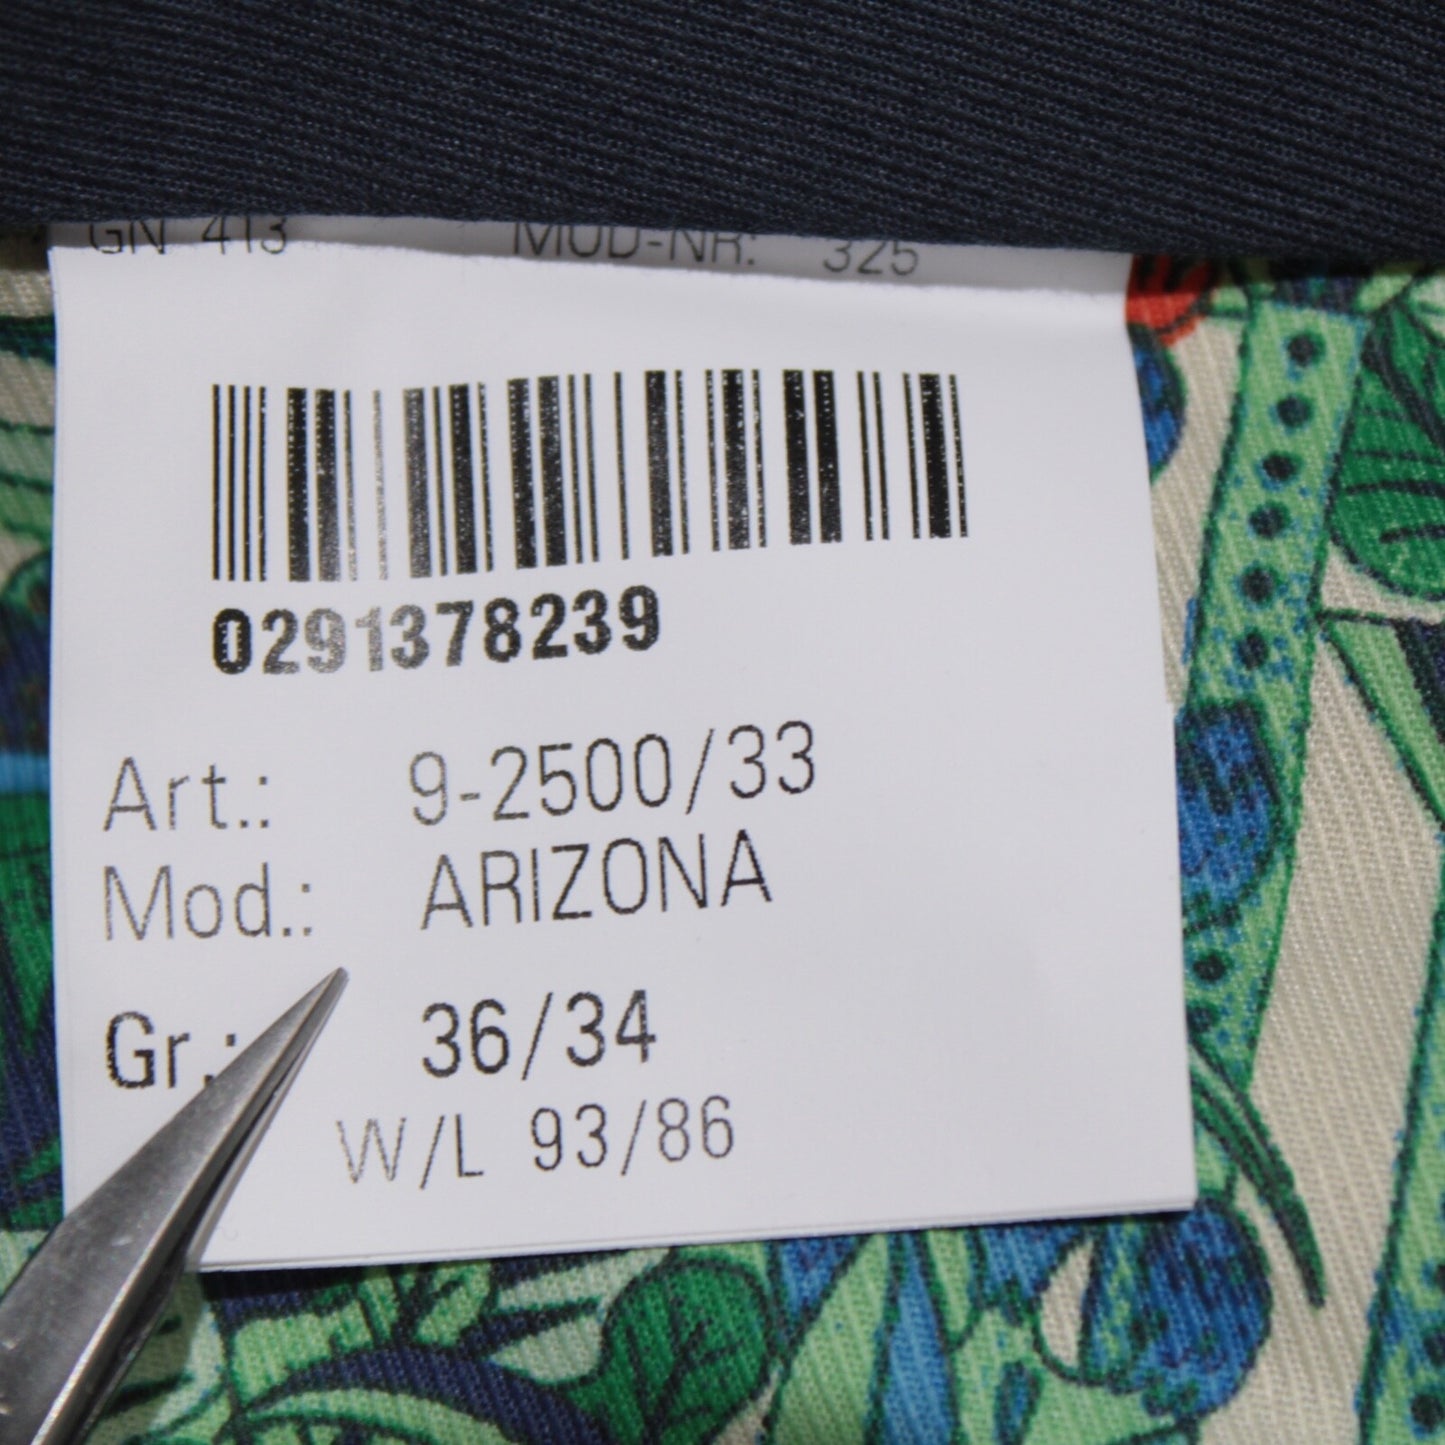 GN 413 MOD-NR: 325
0291378239
Art.: 9-2500/33
Mod.: ARIZONA
Gr.: 36/34
W/L 93/86